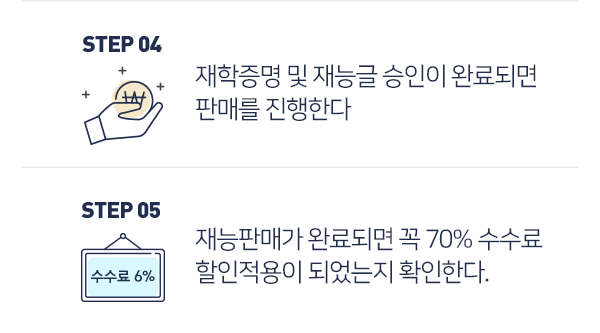 STEP 04
재학증명 및 재능글 승인이 완료되면
판매를 진행한다
STEP 05
재능판매가 완료되면 꼭 70% 수수료
할인적용이 되었는지 확인한다.
수수료 6%